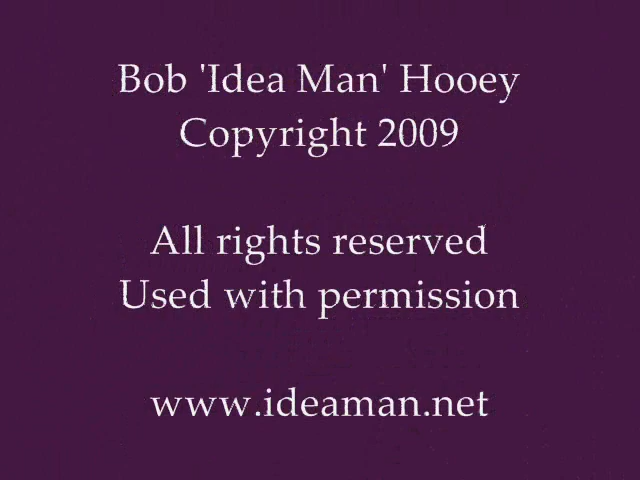 Bob 'Idea Man' Hooey
Copyright 2009
All rights reserved
Used with permission
www.ideaman.net